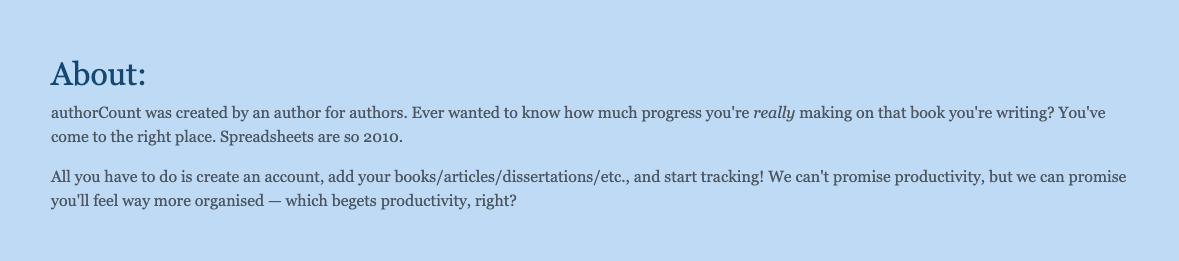 About:
authorCount was created by an author for authors. Ever wanted to know how much progress you're really making on that book you're writing? You've
come to the right place. Spreadsheets are so 2010.
All you have to do is create an account, add your books/articles/dissertations/etc., and start tracking! We can't promise productivity, but we can promise
you'll feel way more organised — which begets productivity, right?